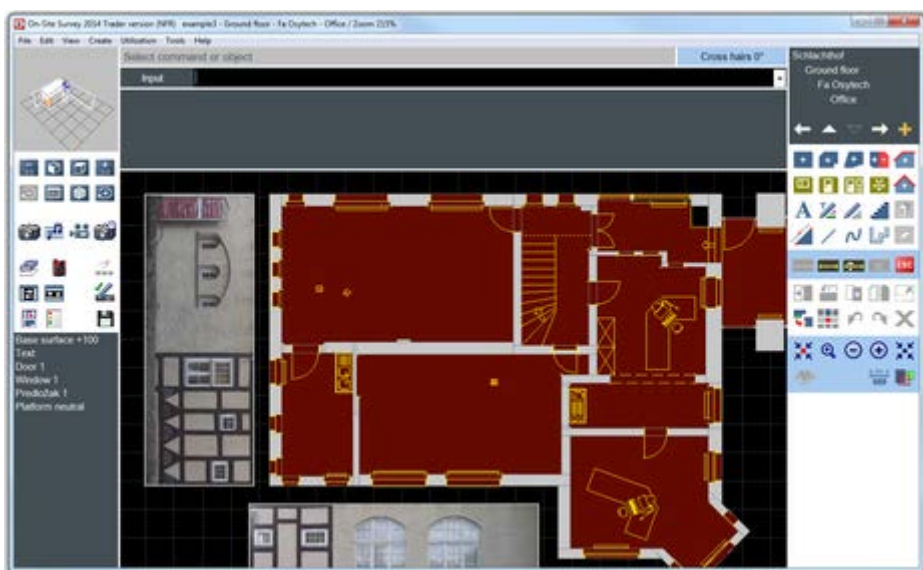 On-Site Survey 2014 Trader version (NFR) example3 - Ground floor - Fa Osytech - Office / Zoom 215%
File Edit View Create Utilization Tools Help
Select command or object
Cross hairs 0°
Input
Schlachthof
Ground floor
Fa Osytech
Office
A
ESC
Base surface +100
Text
Door 1
Window 1
Predložak 1
Platform neutral